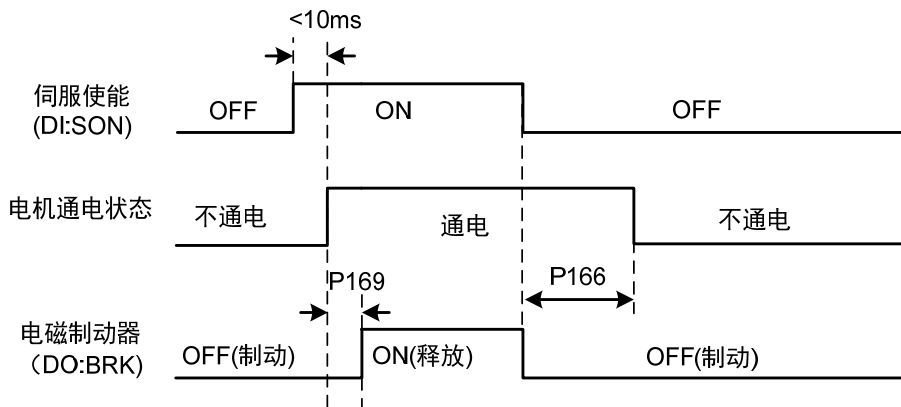 <10ms
伺服使能
(DI:SON)
OFF
ON
OFF
电机通电状态
不通电
通电
不通电
P169
P166
电磁制动器
（DO:BRK)
OFF(制动)
ON(释放)
OFF(制动)